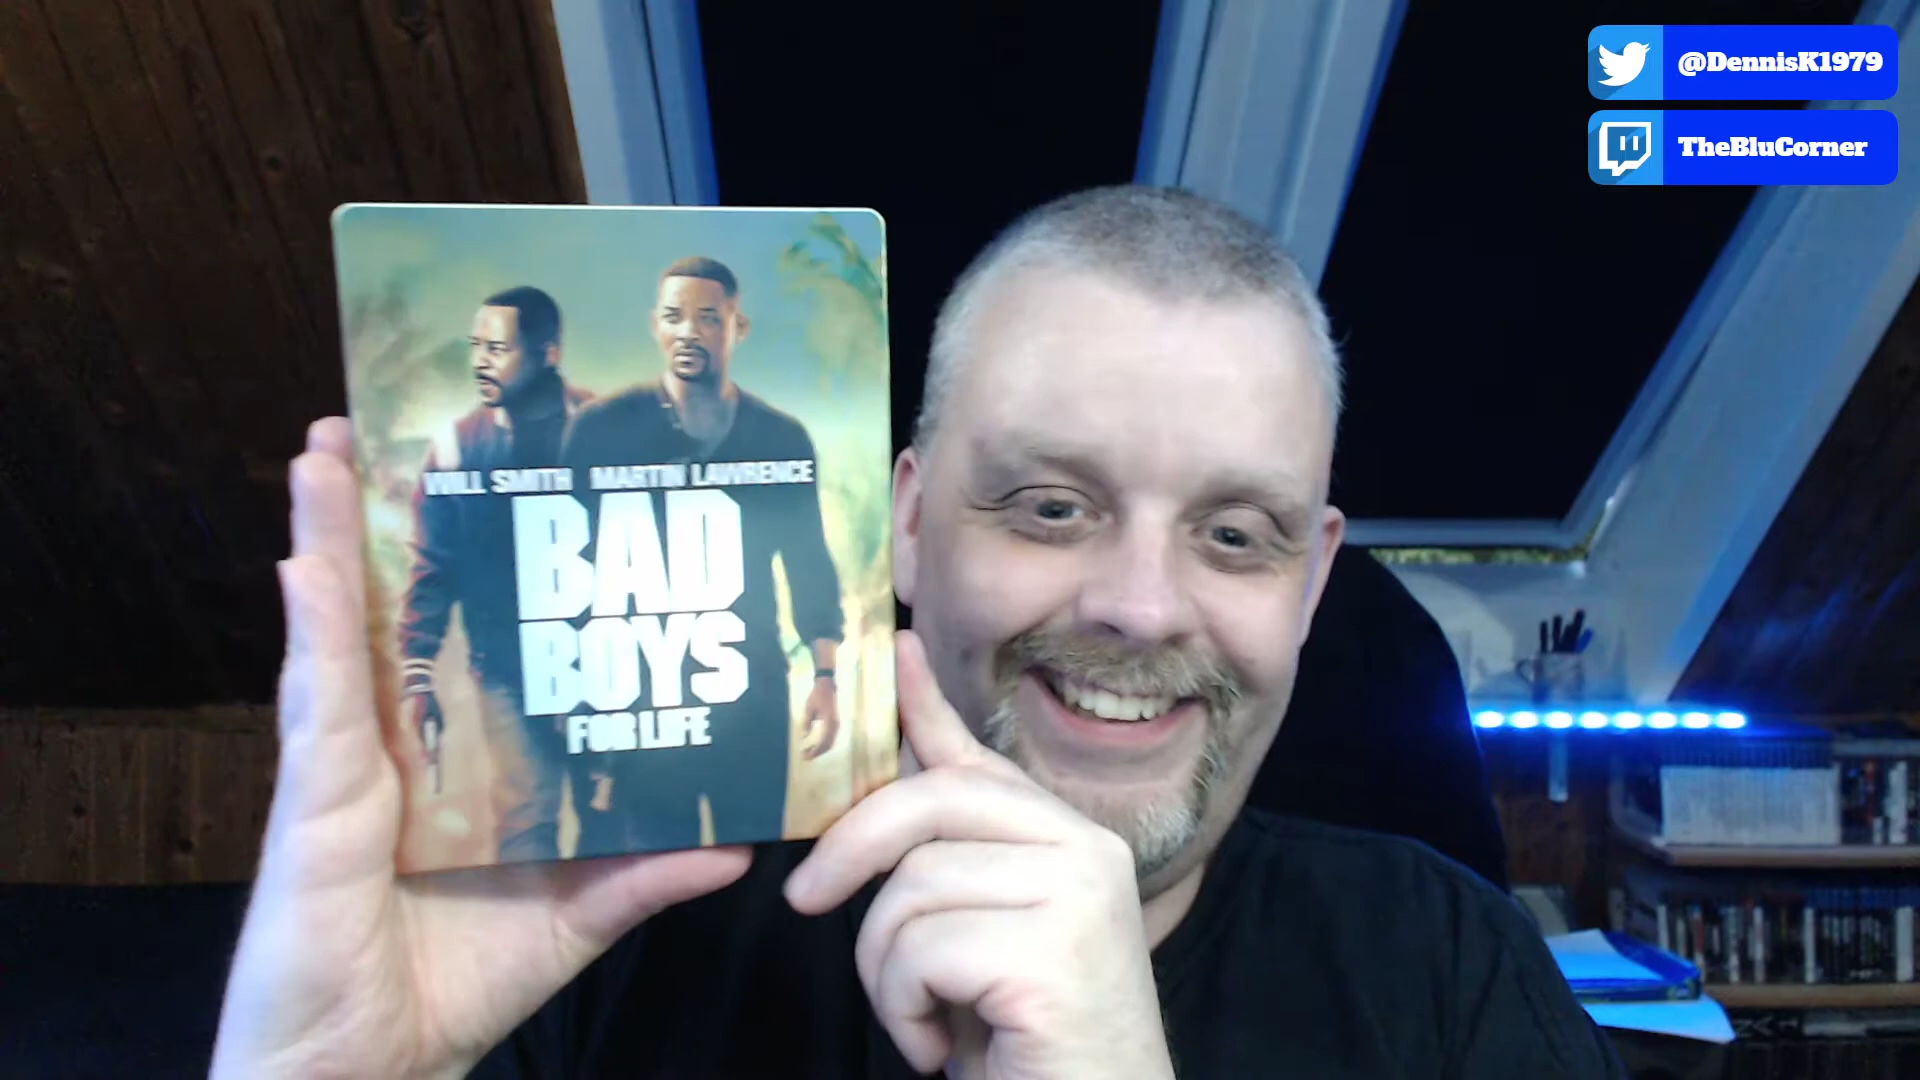 @DennisK1979
TheBluCorner
WILL SMITH MARTIN LAWRENCE
BAD
BOYS
FOR LIFE